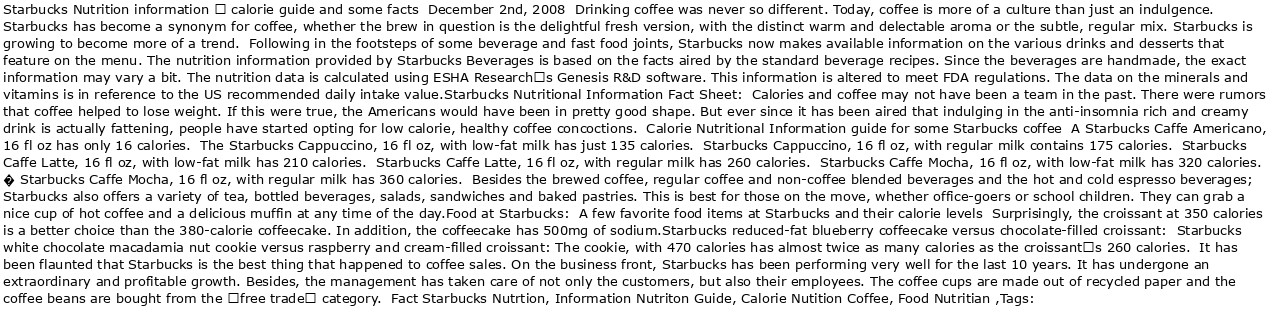 Starbucks Nutrition information □ calorie guide and some facts  December 2nd, 2008  Drinking coffee was never so different. Today, coffee is more of a culture than just an indulgence.
Starbucks has become a synonym for coffee, whether the brew in question is the delightful fresh version, with the distinct warm and delectable aroma or the subtle, regular mix. Starbucks is
growing to become more of a trend.  Following in the footsteps of some beverage and fast food joints, Starbucks now makes available information on the various drinks and desserts that
feature on the menu. The nutrition information provided by Starbucks Beverages is based on the facts aired by the standard beverage recipes. Since the beverages are handmade, the exact
information may vary a bit. The nutrition data is calculated using ESHA Research□s Genesis R&D software. This information is altered to meet FDA regulations. The data on the minerals and
vitamins is in reference to the US recommended daily intake value.Starbucks Nutritional Information Fact Sheet:  Calories and coffee may not have been a team in the past. There were rumors
that coffee helped to lose weight. If this were true, the Americans would have been in pretty good shape. But ever since it has been aired that indulging in the anti-insomnia rich and creamy
drink is actually fattening, people have started opting for low calorie, healthy coffee concoctions.  Calorie Nutritional Information guide for some Starbucks coffee  A Starbucks Caffe Americano,
16 fl oz has only 16 calories.  The Starbucks Cappuccino, 16 fl oz, with low-fat milk has just 135 calories.  Starbucks Cappuccino, 16 fl oz, with regular milk contains 175 calories.  Starbucks
Caffe Latte, 16 fl oz, with low-fat milk has 210 calories.  Starbucks Caffe Latte, 16 fl oz, with regular milk has 260 calories.  Starbucks Caffe Mocha, 16 fl oz, with low-fat milk has 320 calories.
� Starbucks Caffe Mocha, 16 fl oz, with regular milk has 360 calories.  Besides the brewed coffee, regular coffee and non-coffee blended beverages and the hot and cold espresso beverages;
Starbucks also offers a variety of tea, bottled beverages, salads, sandwiches and baked pastries. This is best for those on the move, whether office-goers or school children. They can grab a
nice cup of hot coffee and a delicious muffin at any time of the day.Food at Starbucks:  A few favorite food items at Starbucks and their calorie levels  Surprisingly, the croissant at 350 calories
is a better choice than the 380-calorie coffeecake. In addition, the coffeecake has 500mg of sodium.Starbucks reduced-fat blueberry coffeecake versus chocolate-filled croissant:  Starbucks
white chocolate macadamia nut cookie versus raspberry and cream-filled croissant: The cookie, with 470 calories has almost twice as many calories as the croissant□s 260 calories.  It has
been flaunted that Starbucks is the best thing that happened to coffee sales. On the business front, Starbucks has been performing very well for the last 10 years. It has undergone an
extraordinary and profitable growth. Besides, the management has taken care of not only the customers, but also their employees. The coffee cups are made out of recycled paper and the
coffee beans are bought from the □free trade□ category.  Fact Starbucks Nutrtion, Information Nutriton Guide, Calorie Nutition Coffee, Food Nutritian ,Tags: